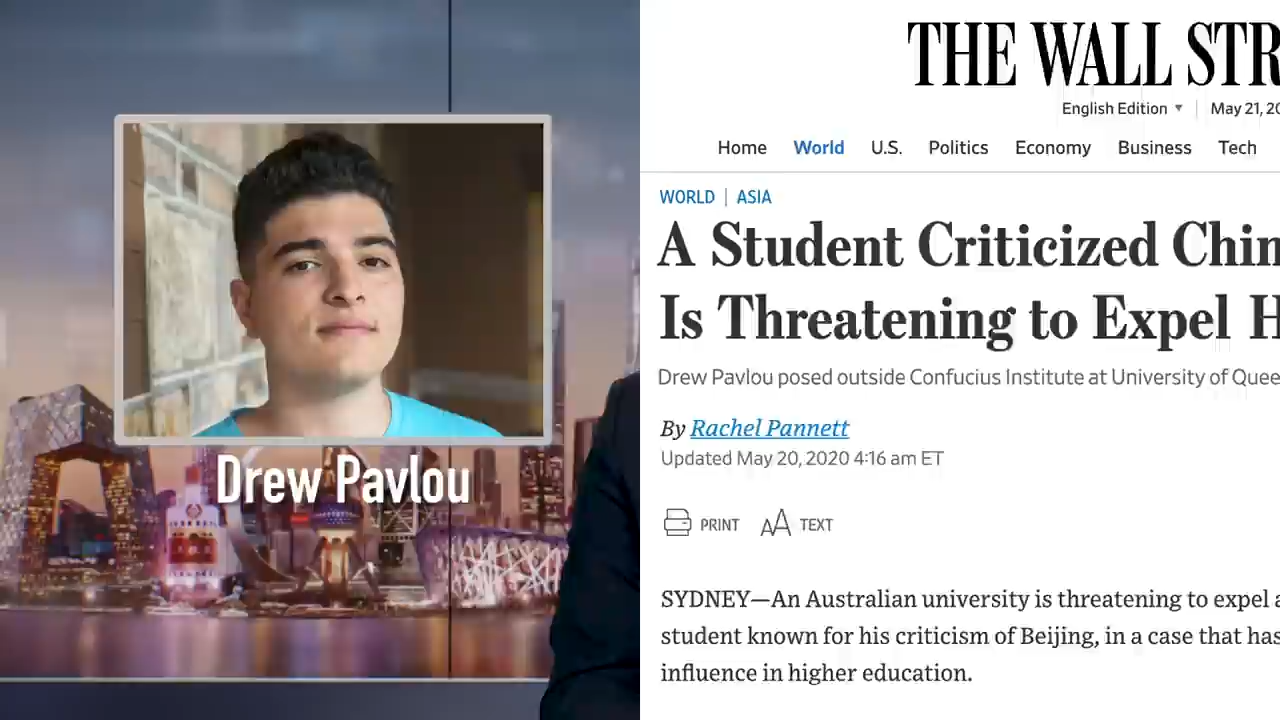 Drew Pavlou
THE WALL STR
English Edition
May 21, 20
Home World U.S. Politics Economy Business Tech
WORLD | ASIA
A Student Criticized Chin
Is Threatening to Expel H
Drew Pavlou posed outside Confucius Institute at University of Quee
By Rachel Pannett
Updated May 20, 2020 4:16 am ET
PRINT AA TEXT
SYDNEY—An Australian university is threatening to expel a
student known for his criticism of Beijing, in a case that has
influence in higher education.